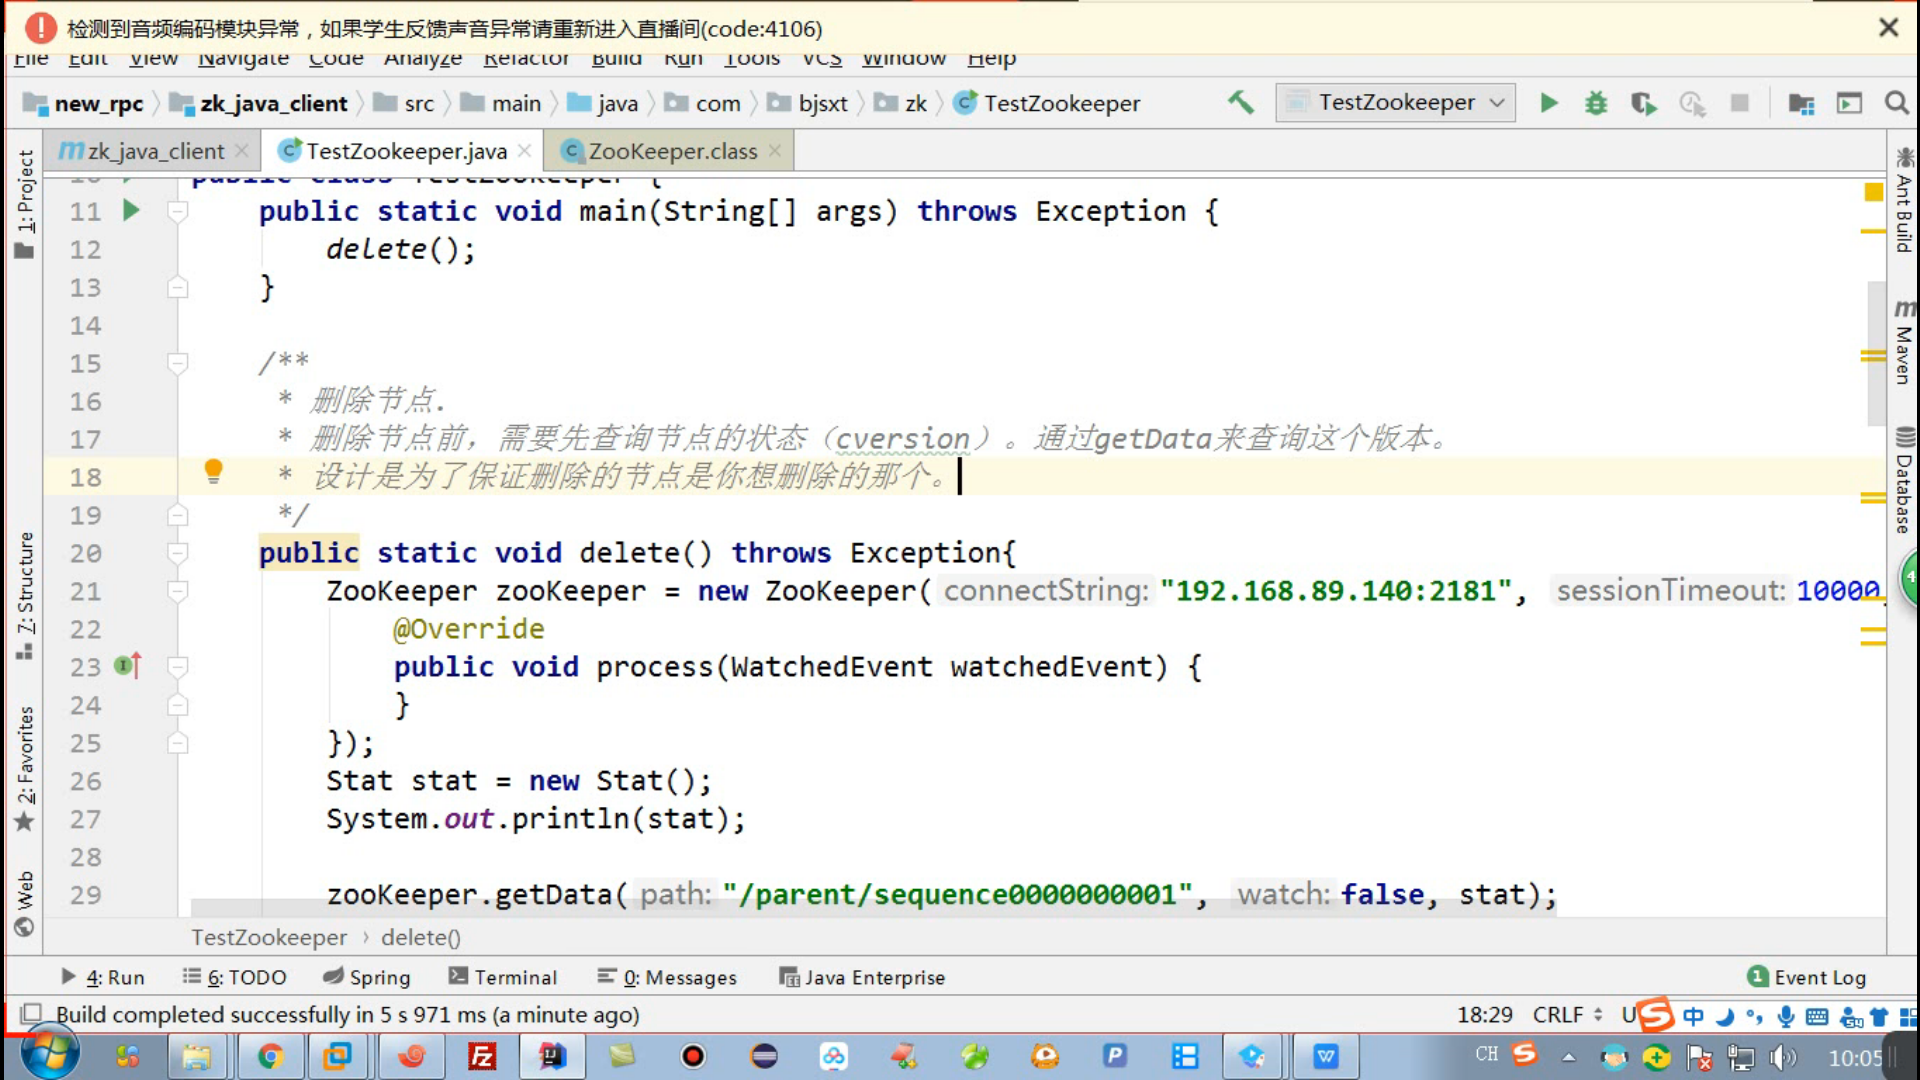 检测到音频编码模块异常，如果学生反馈声音异常请重新进入直播间(code:4106)
File Edit View Navigate Code Analyze Refactor Build Run Tools VCS Window Help
new_rpc zk_java_client src main java com bjsxt zk TestZookeeper TestZookeeper
zk_java_client TestZookeeper.java ZooKeeper.class
10 public class TestZookeeper {
11 public static void main(String[] args) throws Exception {
12 delete();
13 }
14
15 /**
16 * 删除节点.
17 * 删除节点前，需要先查询节点的状态（cversion）。通过getData来查询这个版本。
18 * 设计是为了保证删除的节点是你想删除的那个。
19 */
20 public static void delete() throws Exception{
21 ZooKeeper zooKeeper = new ZooKeeper( connectString: "192.168.89.140:2181", sessionTimeout: 10000,
22 @Override
23 public void process(WatchedEvent watchedEvent) {
24 }
25 });
26 Stat stat = new Stat();
27 System.out.println(stat);
28
29 zooKeeper.getData( path: "/parent/sequence0000000001", watch: false, stat);
TestZookeeper › delete()
1: Project
7: Structure
2: Favorites
Web
Ant Build
Maven
Database
4: Run 6: TODO Spring Terminal 0: Messages Java Enterprise 1 Event Log
Build completed successfully in 5 s 971 ms (a minute ago) 18:29 CRLF U 中
CH 10:05